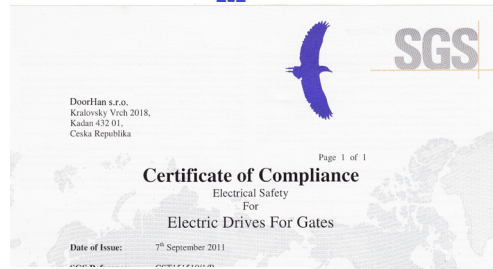 SGS
DoorHan s.r.o.
Kralovsky Vrch 2018,
Kadan 432 01,
Ceska Republika
Page 1 of 1
Certificate of Compliance
Electrical Safety
For
Electric Drives For Gates
Date of Issue: 7th September 2011